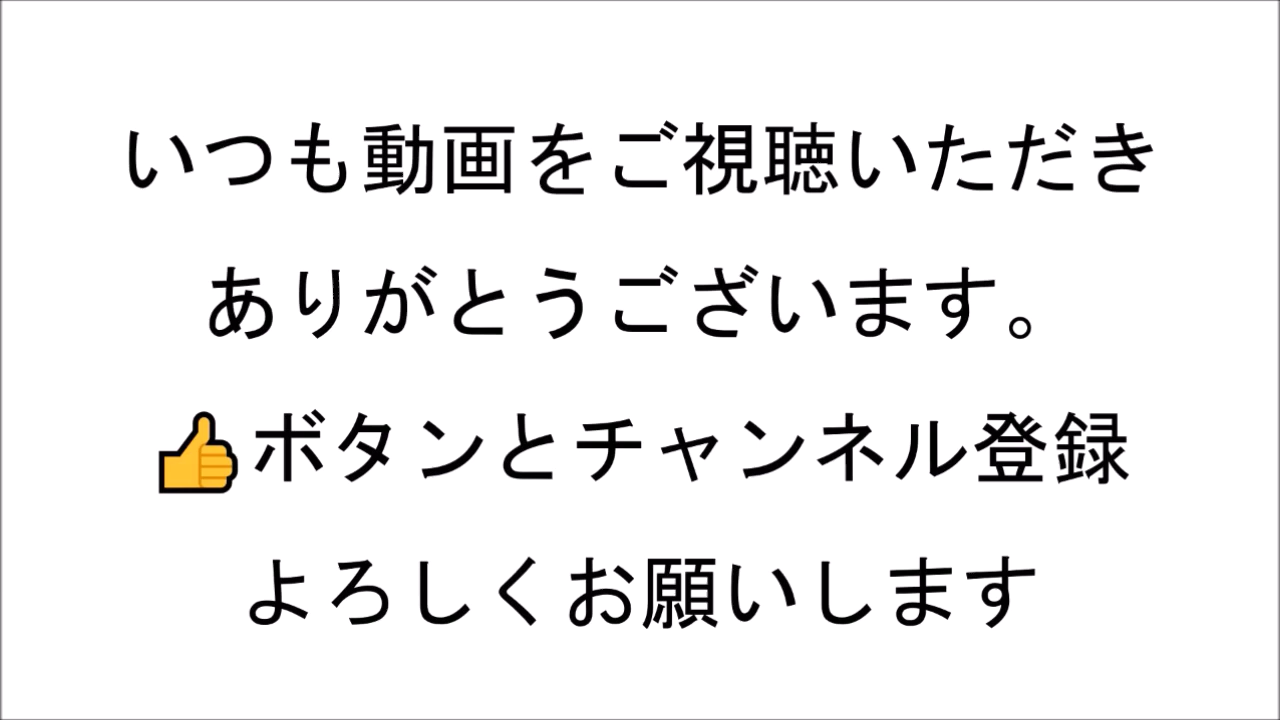 いつも動画をご視聴いただき
ありがとうございます。
👍ボタンとチャンネル登録
よろしくお願いします